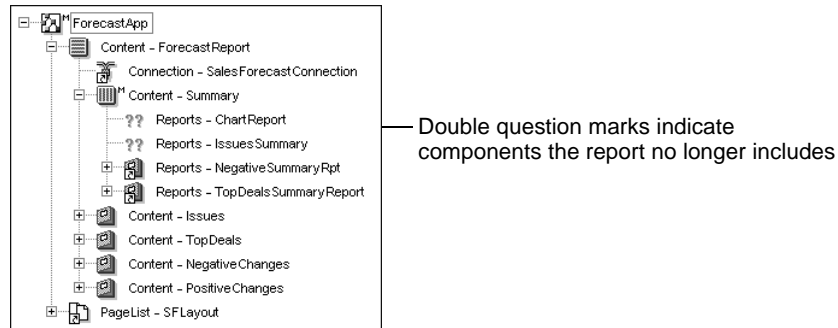 M ForecastApp
Content - ForecastReport
Connection - SalesForecastConnection
M Content - Summary
?? Reports - ChartReport
?? Reports - IssuesSummary
Reports - NegativeSummaryRpt
Reports - TopDealsSummaryReport
Content - Issues
Content - TopDeals
Content - NegativeChanges
Content - PositiveChanges
PageList - SFLayout
Double question marks indicate
components the report no longer includes